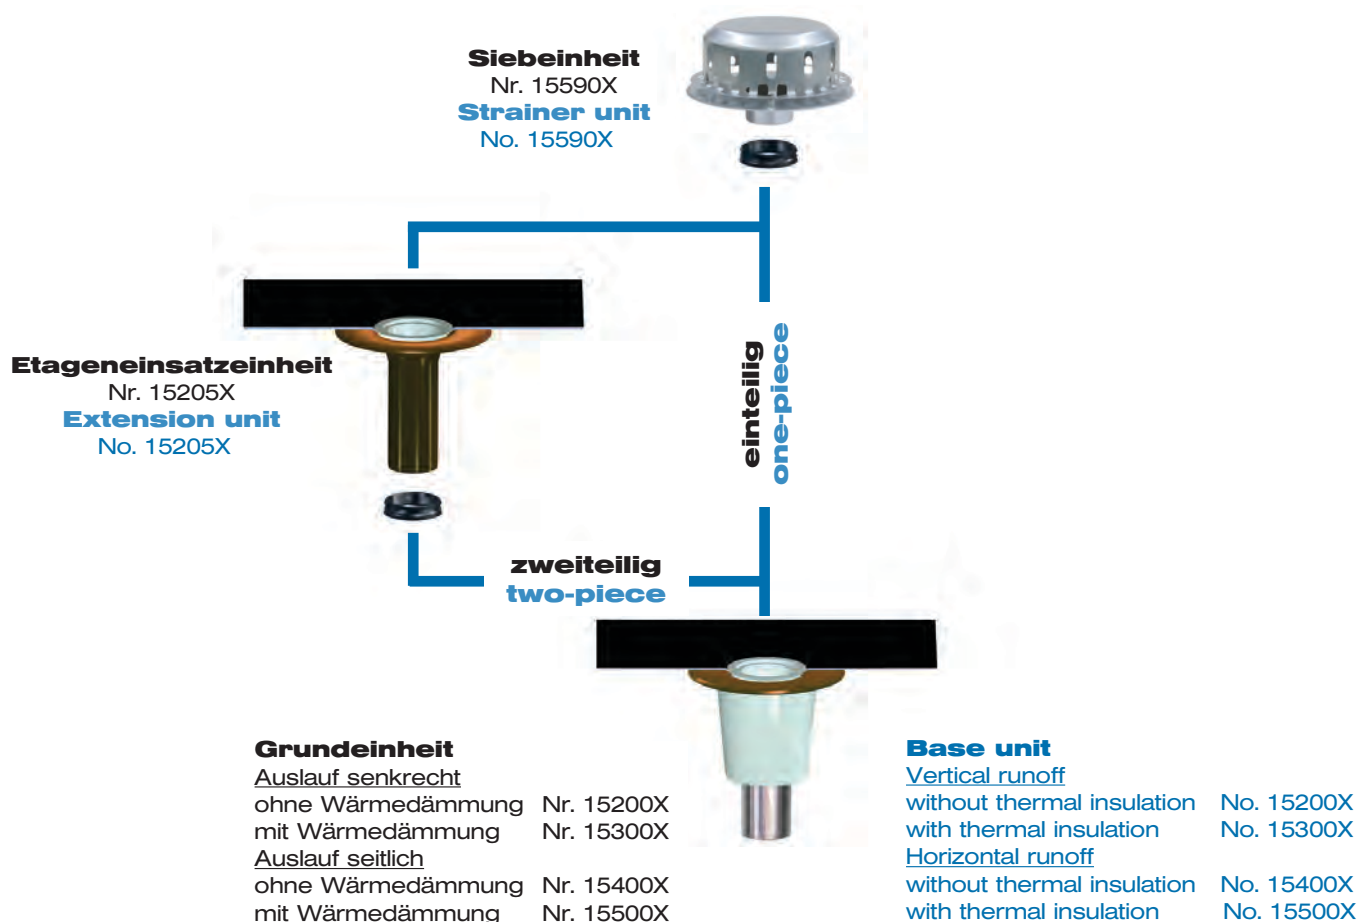 Siebeinheit
Nr. 15590X
Strainer unit
No. 15590X
Etageneinsatzeinheit
Nr. 15205X
Extension unit
No. 15205X
einteilig
one-piece
zweiteilig
two-piece
Grundeinheit
Auslauf senkrecht
ohne Wärmedämmung Nr. 15200X
mit Wärmedämmung Nr. 15300X
Auslauf seitlich
ohne Wärmedämmung Nr. 15400X
mit Wärmedämmung Nr. 15500X
Base unit
Vertical runoff
without thermal insulation No. 15200X
with thermal insulation No. 15300X
Horizontal runoff
without thermal insulation No. 15400X
with thermal insulation No. 15500X